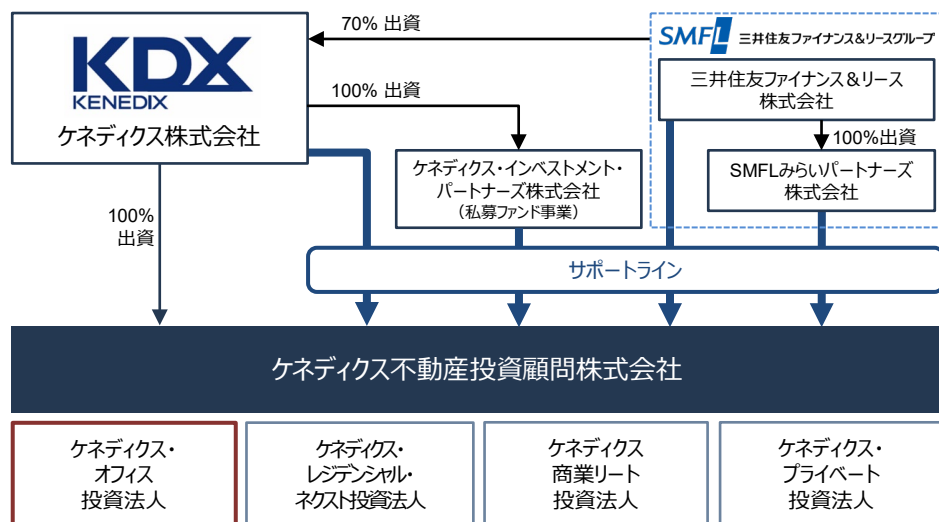 KDX
KENEDIX
ケネディクス株式会社
70% 出資
SMFL 三井住友ファイナンス&リースグループ
三井住友ファイナンス&リース
株式会社
100% 出資
100%出資
ケネディクス・インベストメント・
パートナーズ株式会社
(私募ファンド事業)
SMFLみらいパートナーズ
株式会社
100%
出資
サポートライン
ケネディクス不動産投資顧問株式会社
ケネディクス・
オフィス
投資法人
ケネディクス・
レジデンシャル・
ネクスト投資法人
ケネディクス
商業リート
投資法人
ケネディクス・
プライベート
投資法人